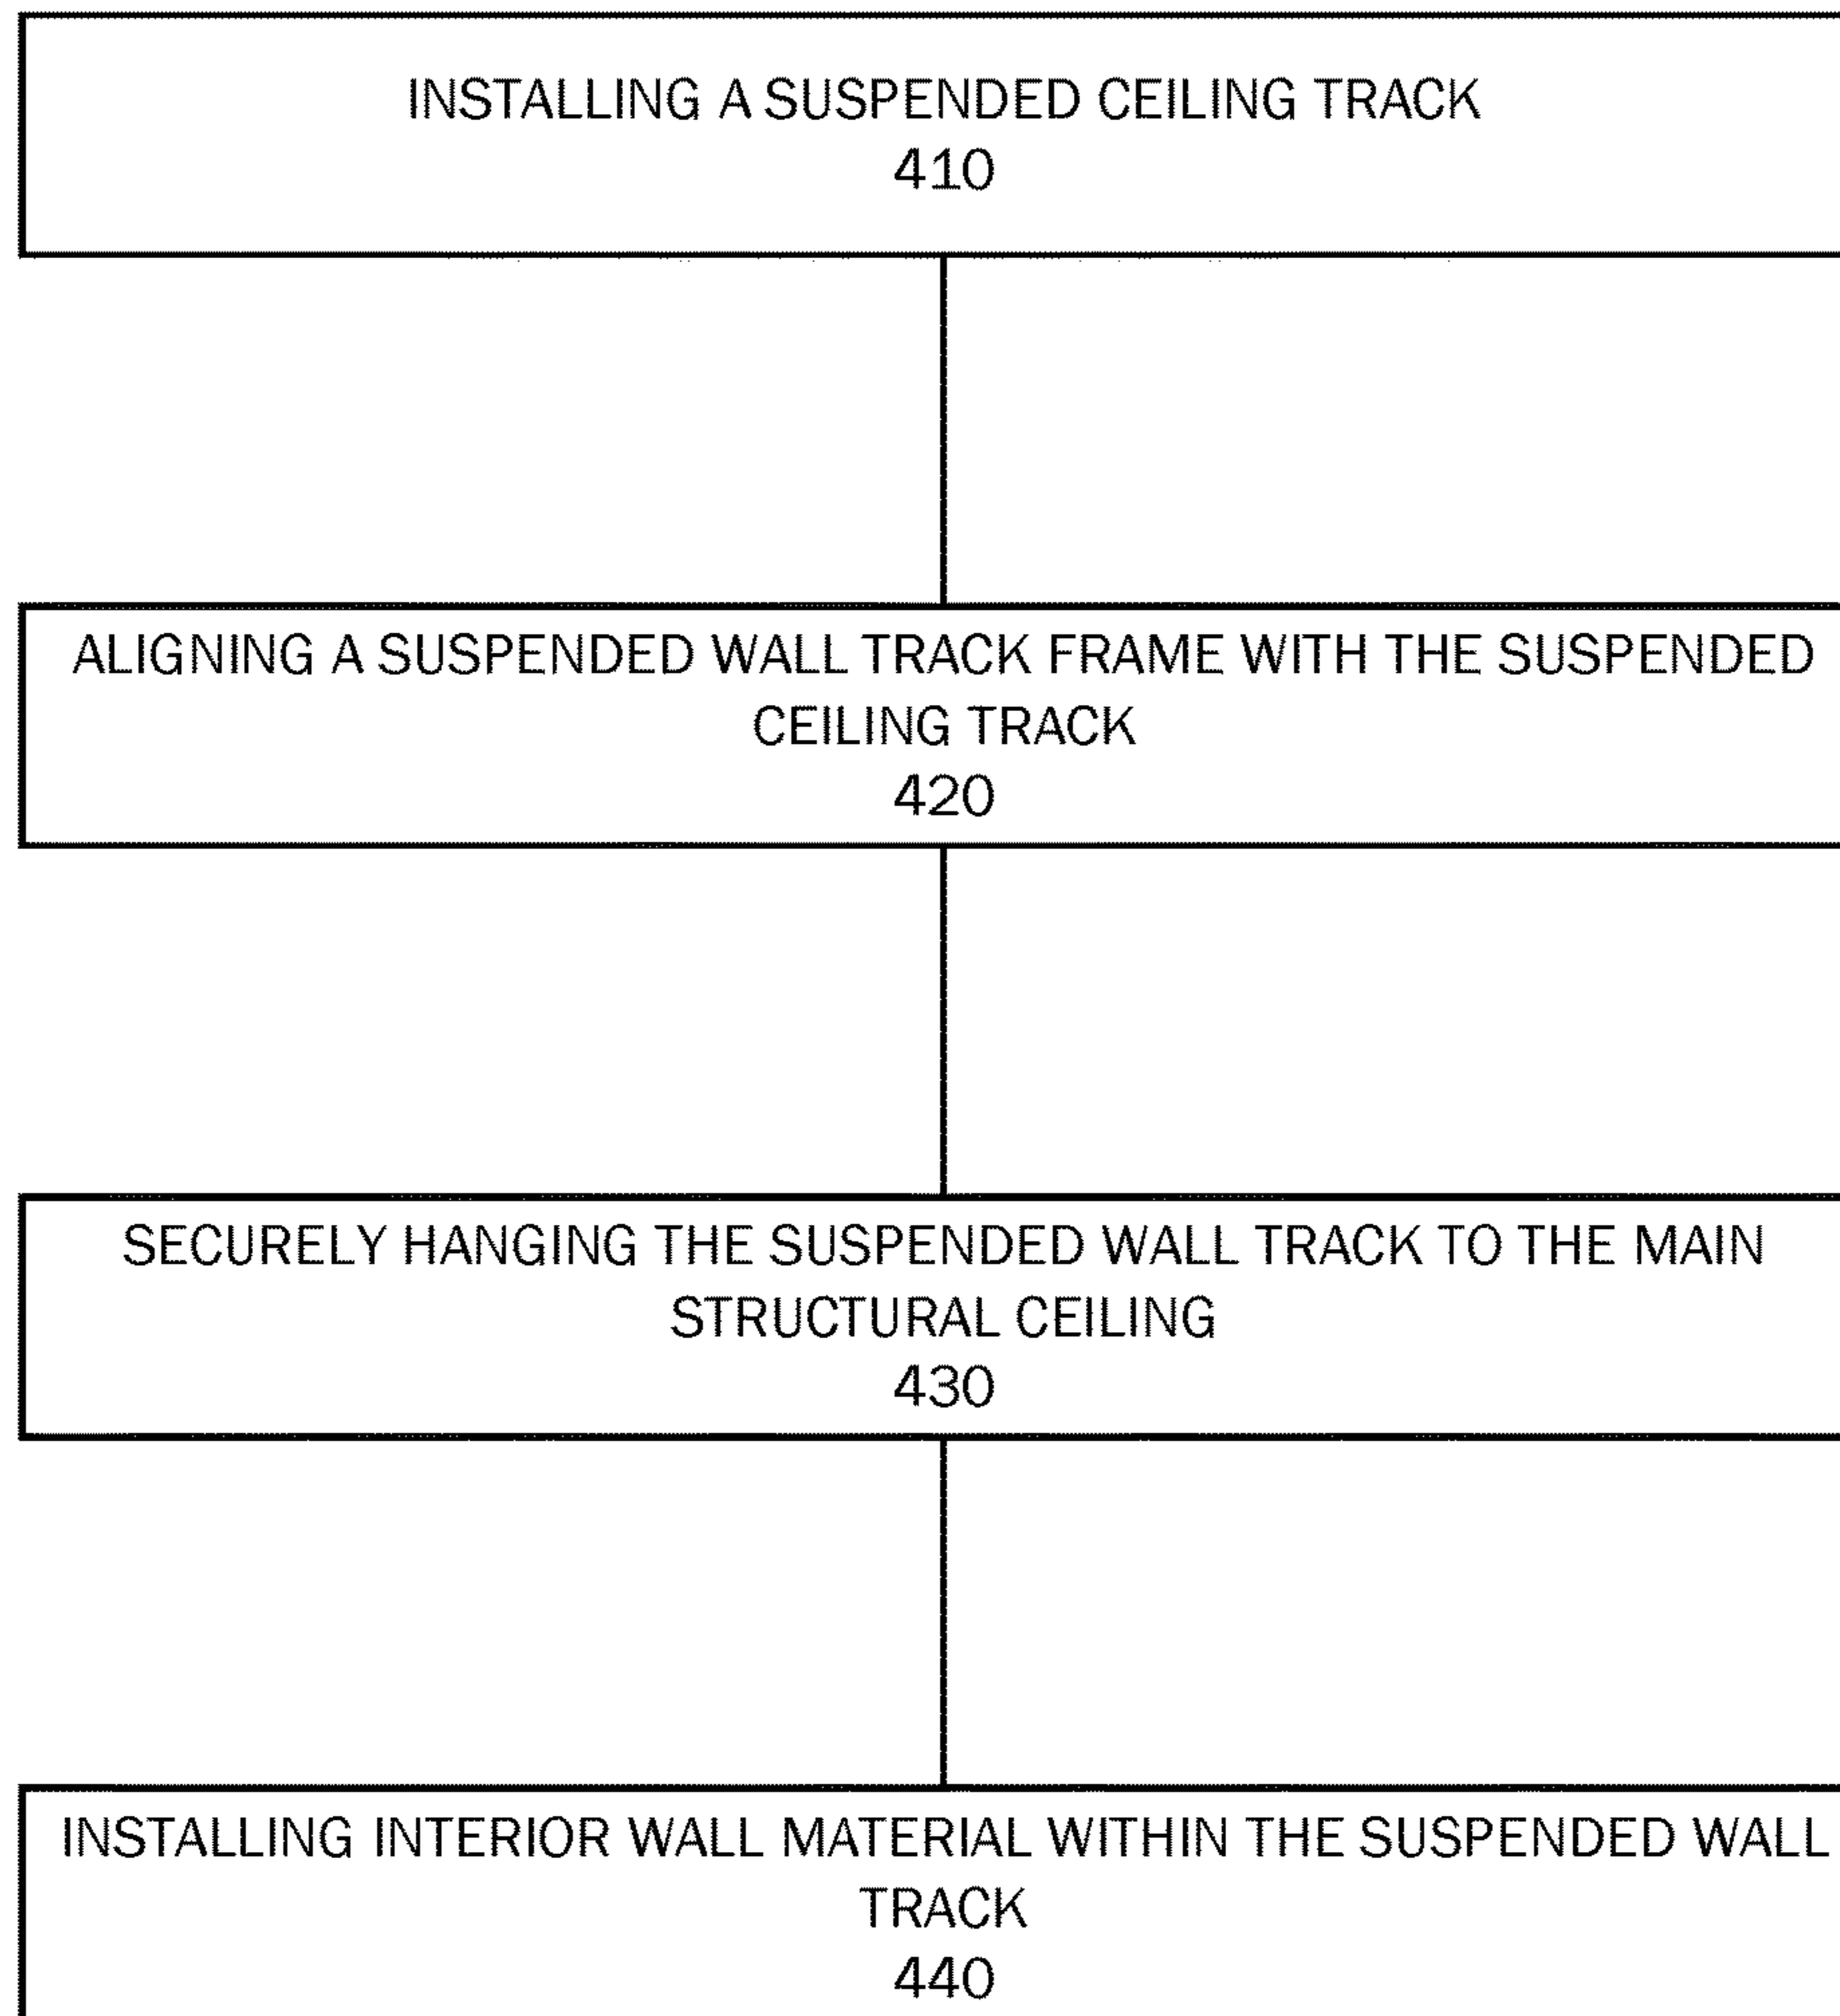 INSTALLING A SUSPENDED CEILING TRACK
410
ALIGNING A SUSPENDED WALL TRACK FRAME WITH THE SUSPENDED
CEILING TRACK
420
SECURELY HANGING THE SUSPENDED WALL TRACK TO THE MAIN
STRUCTURAL CEILING
430
INSTALLING INTERIOR WALL MATERIAL WITHIN THE SUSPENDED WALL
TRACK
440